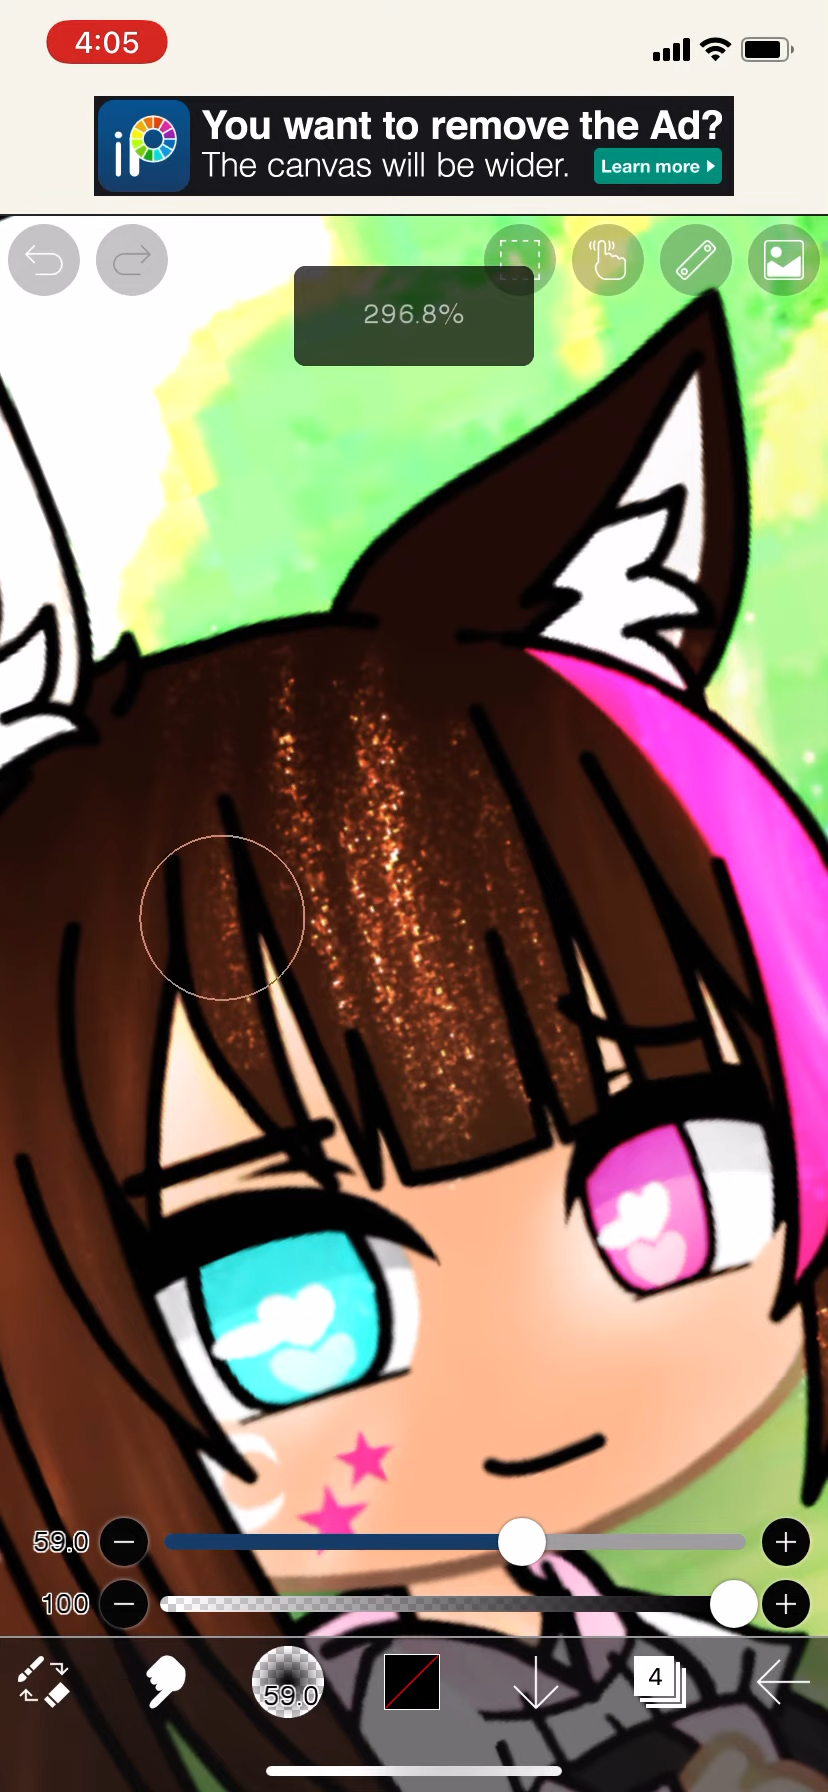 4:05
iP
You want to remove the Ad?
The canvas will be wider.
Learn more
296.8%
59.0
100
59.0
4